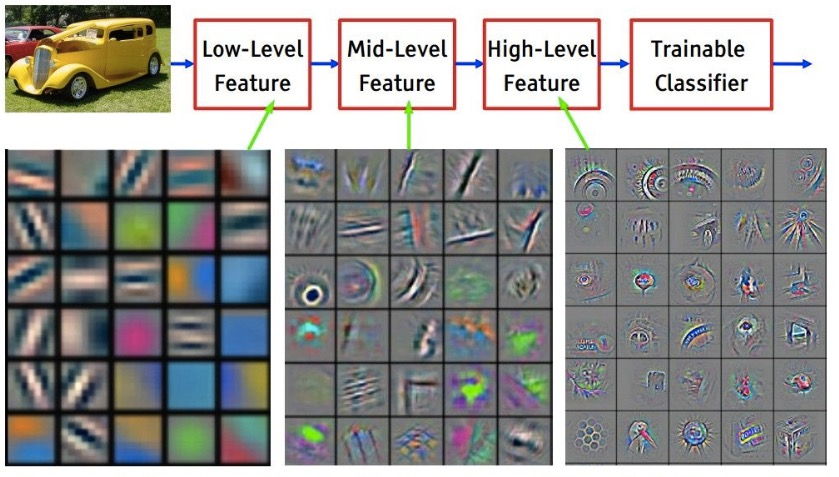 Low-Level
Feature
Mid-Level
Feature
High-Level
Feature
Trainable
Classifier